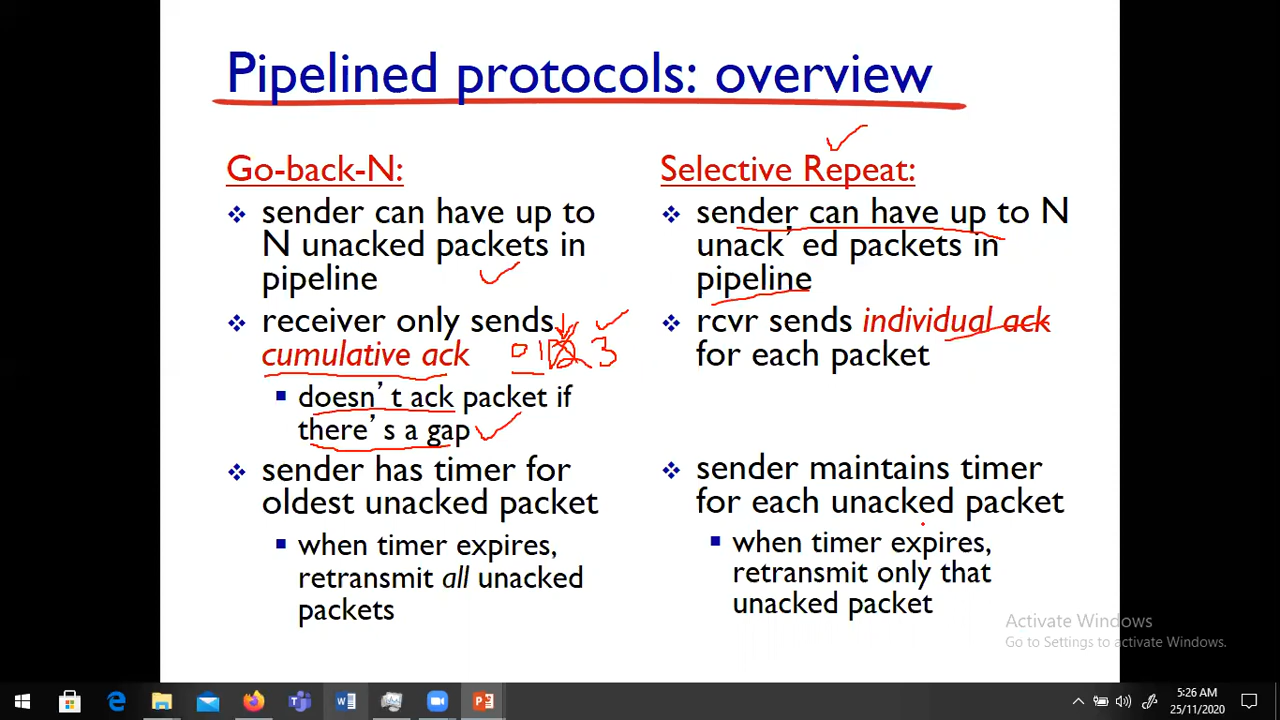 Pipelined protocols: overview
Go-back-N:
sender can have up to
N unacked packets in
pipeline
receiver only sends
cumulative ack
0 1 2 3
doesn't ack packet if
there's a gap
sender has timer for
oldest unacked packet
when timer expires,
retransmit all unacked
packets
Selective Repeat:
sender can have up to N
unack' ed packets in
pipeline
rcvr sends individual ack
for each packet
sender maintains timer
for each unacked packet
when timer expires,
retransmit only that
unacked packet
Activate Windows
Go to Settings to activate Windows.
5:26 AM
25/11/2020